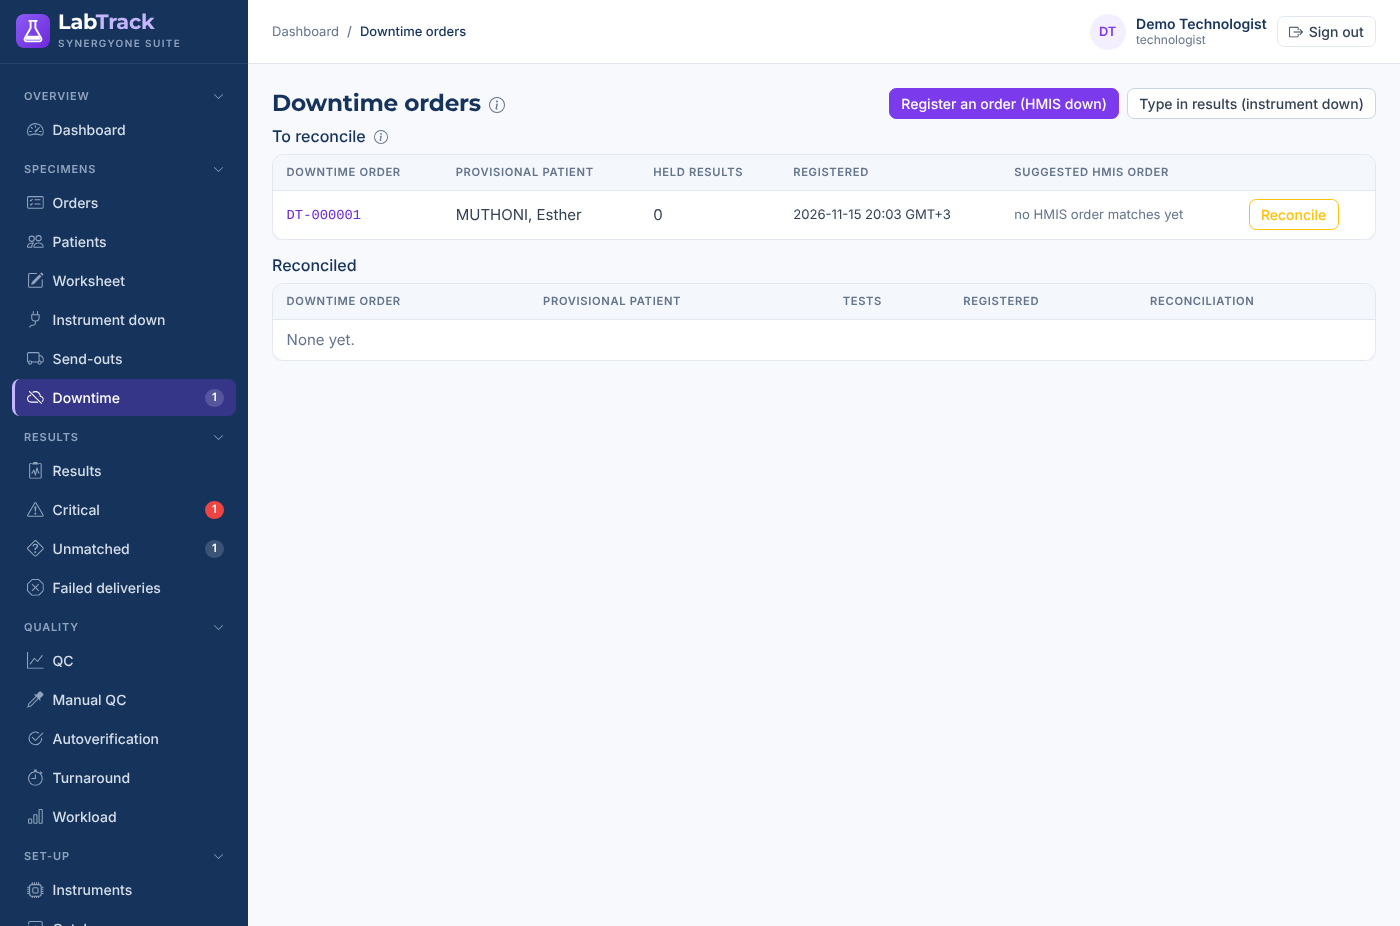 LabTrack
SYNERGYONE SUITE
OVERVIEW
Dashboard
SPECIMENS
Orders
Patients
Worksheet
Instrument down
Send-outs
Downtime 1
RESULTS
Results
Critical 1
Unmatched 1
Failed deliveries
QUALITY
QC
Manual QC
Autoverification
Turnaround
Workload
SET-UP
Instruments
Dashboard / Downtime orders
DT
Demo Technologist
technologist
Sign out
Downtime orders
Register an order (HMIS down)
Type in results (instrument down)
To reconcile
DOWNTIME ORDER PROVISIONAL PATIENT HELD RESULTS REGISTERED SUGGESTED HMIS ORDER
DT-000001 MUTHONI, Esther 0 2026-11-15 20:03 GMT+3 no HMIS order matches yet Reconcile
Reconciled
DOWNTIME ORDER PROVISIONAL PATIENT TESTS REGISTERED RECONCILIATION
None yet.